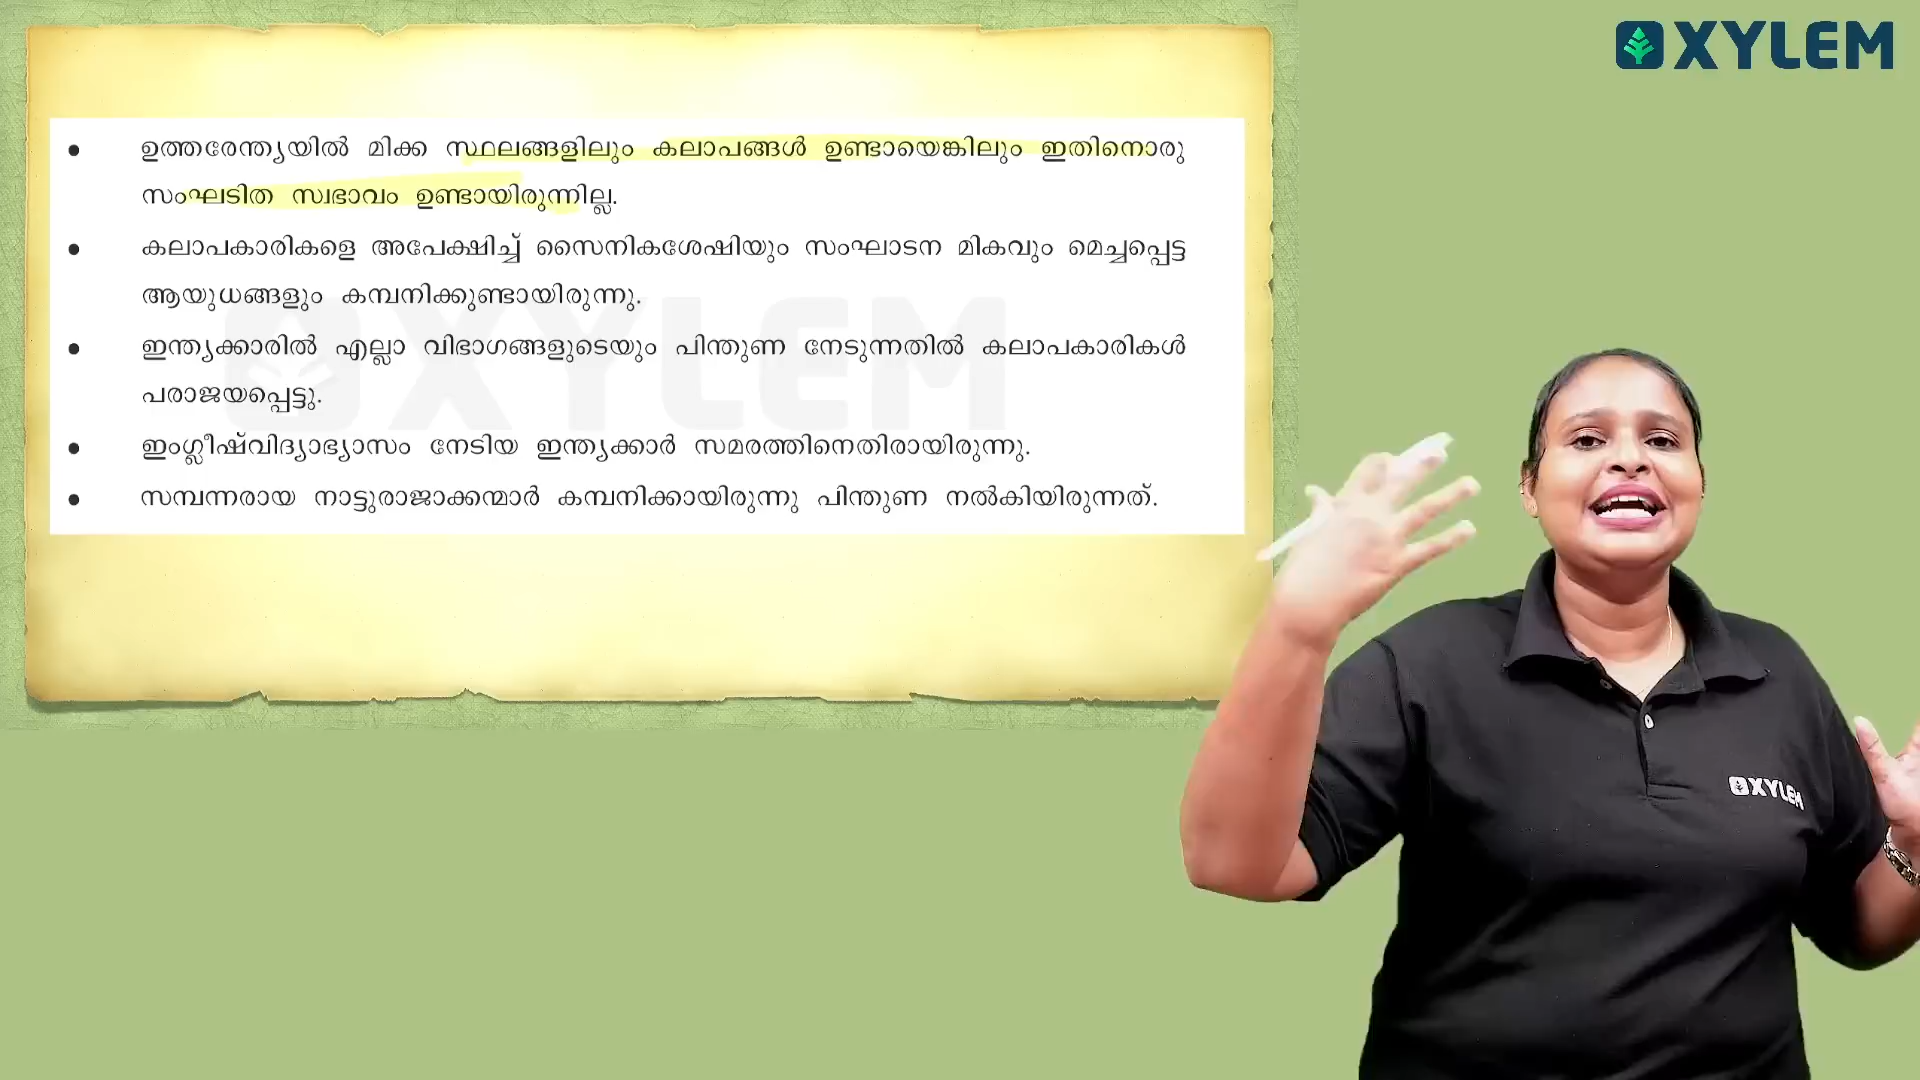 XYLEM
• ഉത്തരേന്ത്യയിൽ മിക്ക സ്ഥലങ്ങളിലും കലാപങ്ങൾ ഉണ്ടായെങ്കിലും ഇതിനൊരു
സംഘടിത സ്വഭാവം ഉണ്ടായിരുന്നില്ല.
• കലാപകാരികളെ അപേക്ഷിച്ച് സൈനികശേഷിയും സംഘാടന മികവും മെച്ചപ്പെട്ട
ആയുധങ്ങളും കമ്പനിക്കുണ്ടായിരുന്നു.
• ഇന്ത്യക്കാരിൽ എല്ലാ വിഭാഗങ്ങളുടെയും പിന്തുണ നേടുന്നതിൽ കലാപകാരികൾ
പരാജയപ്പെട്ടു.
• ഇംഗ്ലീഷ്‌വിദ്യാഭ്യാസം നേടിയ ഇന്ത്യക്കാർ സമരത്തിനെതിരായിരുന്നു.
• സമ്പന്നരായ നാട്ടുരാജാക്കന്മാർ കമ്പനിക്കായിരുന്നു പിന്തുണ നൽകിയിരുന്നത്.
XYLEM
XYLEM